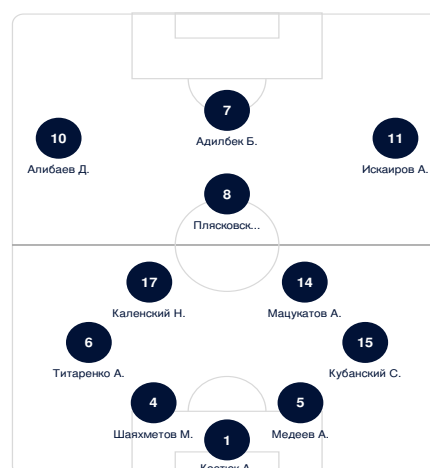 7
10
11
Адилбек Б.
Алибаев Д.
Искаиров А.
8
Плясковск...
17
14
Каленский Н.
Мацукатов А.
6
15
Титаренко А.
Кубанский С.
4
5
Шаяхметов М.
Медеев А.
1